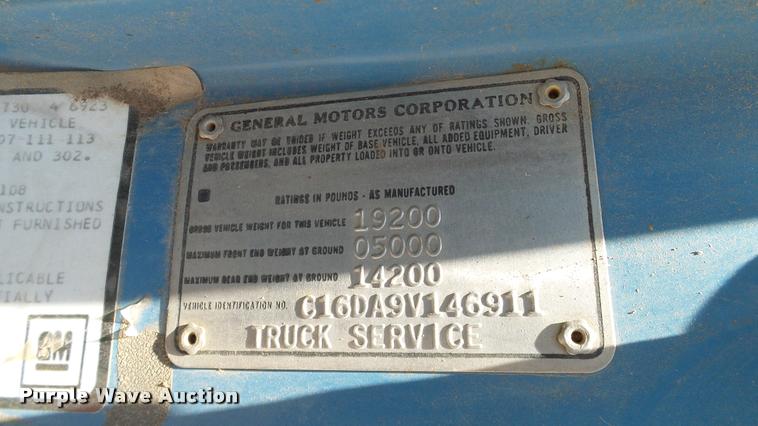 T30 4 6923
VEHICLE
07-111-113
AND 302.
108
INSTRUCTIONS
T FURNISHED
LICABLE
TIALLY
GM
GENERAL MOTORS CORPORATION
WARRANTY MAY BE VOIDED IF WEIGHT EXCEEDS ANY OF RATINGS SHOWN. GROSS
VEHICLE WEIGHT INCLUDES WEIGHT OF BASE VEHICLE, ALL ADDED EQUIPMENT, DRIVER
AND PASSENGERS, AND ALL PROPERTY LOADED INTO OR ONTO VEHICLE.
RATINGS IN POUNDS - AS MANUFACTURED
GROSS VEHICLE WEIGHT FOR THIS VEHICLE 19200
MAXIMUM FRONT END WEIGHT AT GROUND 05000
MAXIMUM REAR END WEIGHT AT GROUND 14200
VEHICLE IDENTIFICATION NO. C16DA9V146911
TRUCK SERVICE
Purple Wave Auction